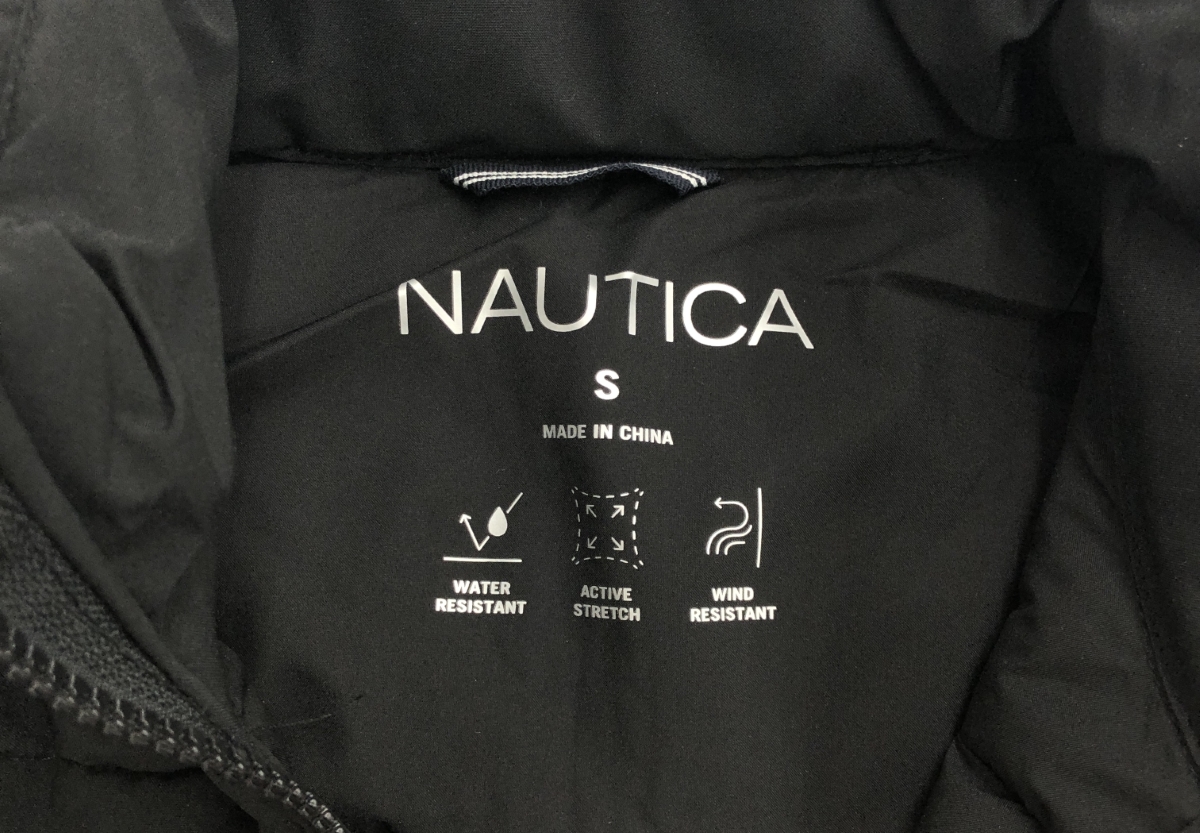 NAUTICA
S
MADE IN CHINA
WATER
RESISTANT
ACTIVE
STRETCH
WIND
RESISTANT